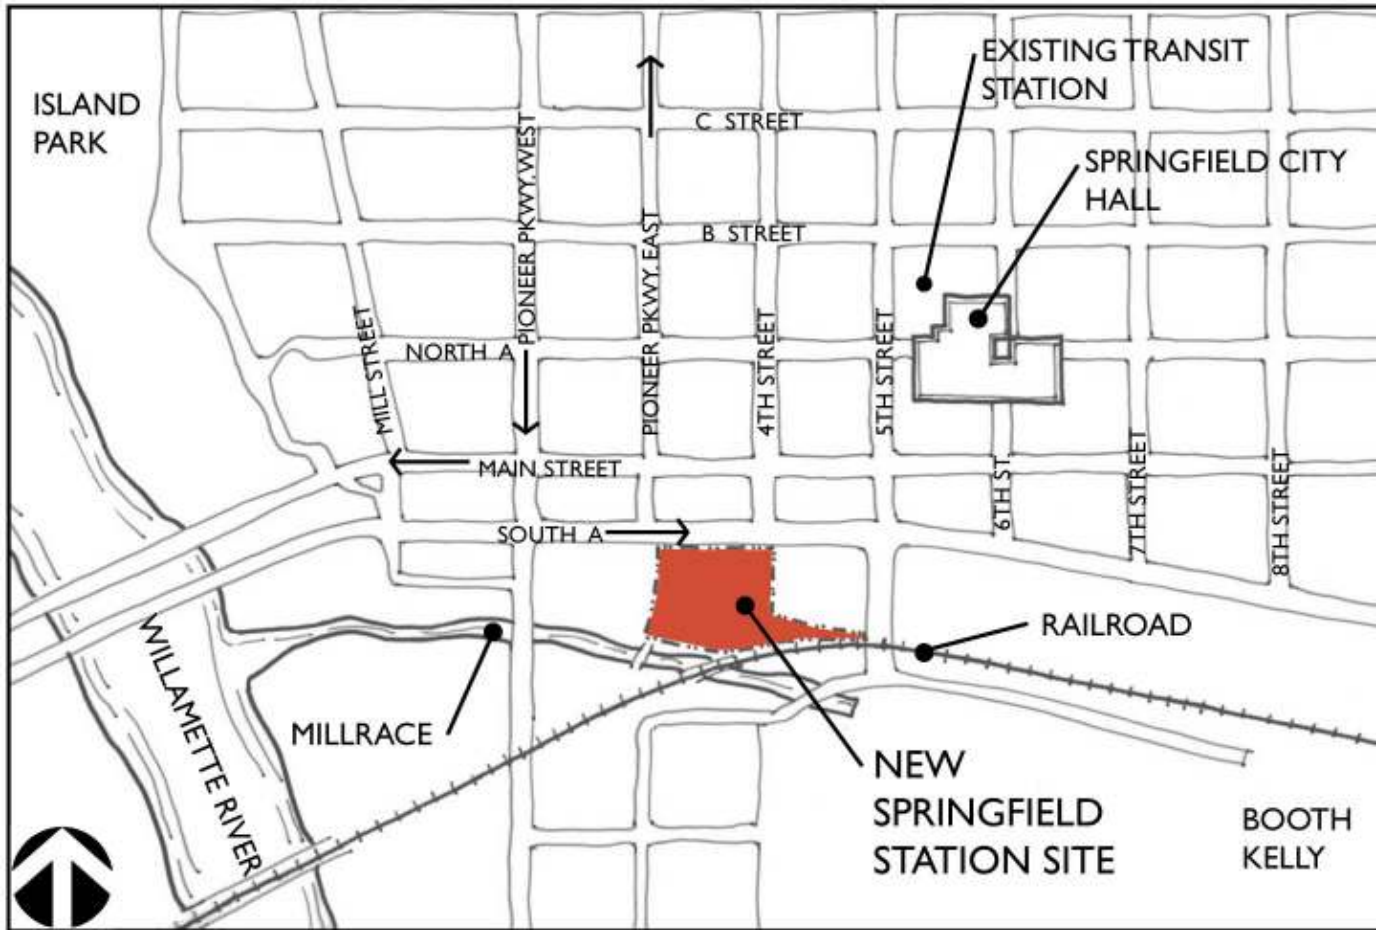 ISLAND
PARK
EXISTING TRANSIT
STATION
C STREET
SPRINGFIELD CITY
HALL
PIONEER PKWY WEST
PIONEER PKWY EAST
B STREET
MILL STREET
NORTH A
4TH STREET
5TH STREET
MAIN STREET
6TH ST
7TH STREET
8TH STREET
SOUTH A
WILLAMETTE RIVER
RAILROAD
MILLRACE
NEW
SPRINGFIELD
STATION SITE
BOOTH
KELLY